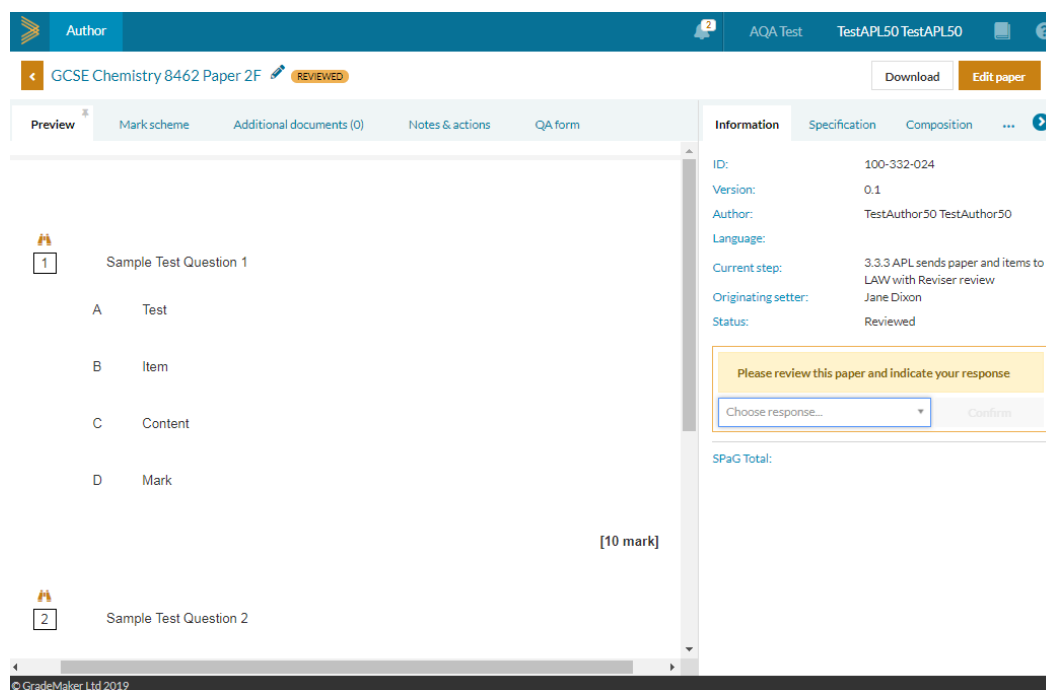 Author
2
AQA Test
TestAPL50 TestAPL50
GCSE Chemistry 8462 Paper 2F
REVIEWED
Download
Edit paper
Preview
Mark scheme
Additional documents (0)
Notes & actions
QA form
Information
Specification
Composition
...
1
Sample Test Question 1
A Test
B Item
C Content
D Mark
[10 mark]
2
Sample Test Question 2
ID: 100-332-024
Version: 0.1
Author: TestAuthor50 TestAuthor50
Language:
Current step: 3.3.3 APL sends paper and items to
LAW with Reviser review
Originating setter: Jane Dixon
Status: Reviewed
Please review this paper and indicate your response
Choose response...
Confirm
SPaG Total:
© GradeMaker Ltd 2019